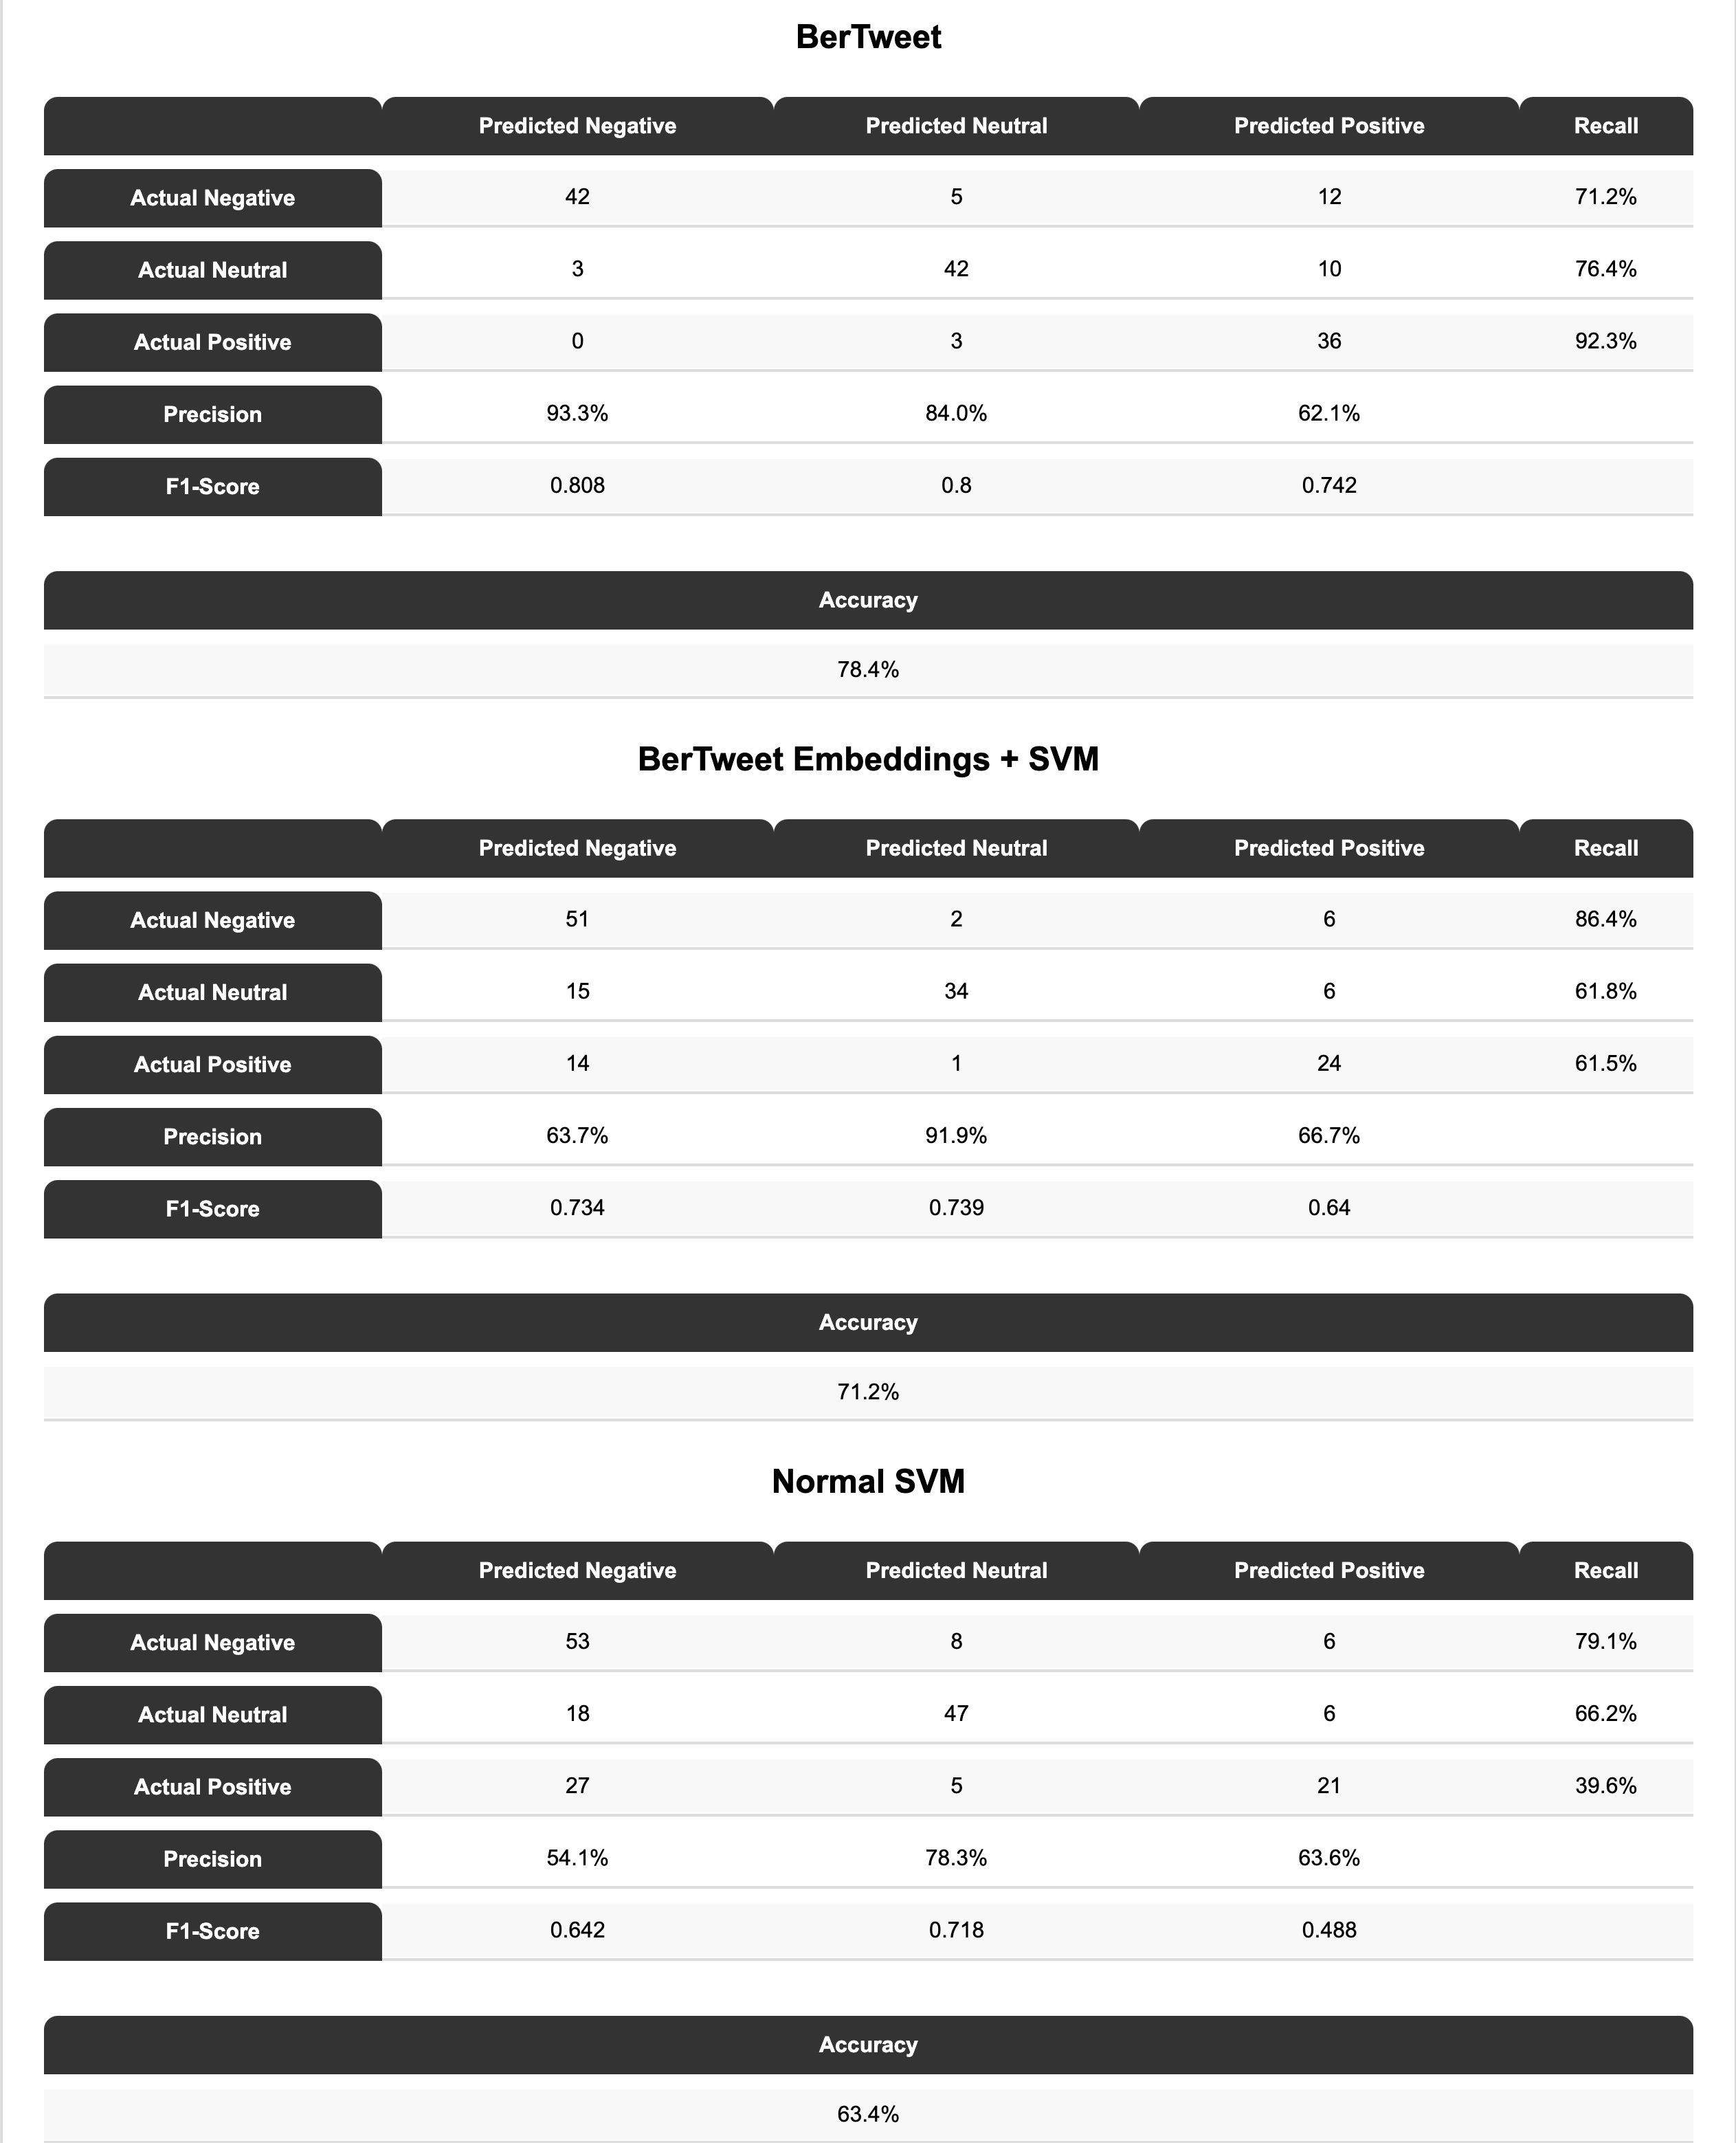 BerTweet
Predicted Negative Predicted Neutral Predicted Positive Recall
Actual Negative 42 5 12 71.2%
Actual Neutral 3 42 10 76.4%
Actual Positive 0 3 36 92.3%
Precision 93.3% 84.0% 62.1%
F1-Score 0.808 0.8 0.742
Accuracy
78.4%
BerTweet Embeddings + SVM
Predicted Negative Predicted Neutral Predicted Positive Recall
Actual Negative 51 2 6 86.4%
Actual Neutral 15 34 6 61.8%
Actual Positive 14 1 24 61.5%
Precision 63.7% 91.9% 66.7%
F1-Score 0.734 0.739 0.64
Accuracy
71.2%
Normal SVM
Predicted Negative Predicted Neutral Predicted Positive Recall
Actual Negative 53 8 6 79.1%
Actual Neutral 18 47 6 66.2%
Actual Positive 27 5 21 39.6%
Precision 54.1% 78.3% 63.6%
F1-Score 0.642 0.718 0.488
Accuracy
63.4%